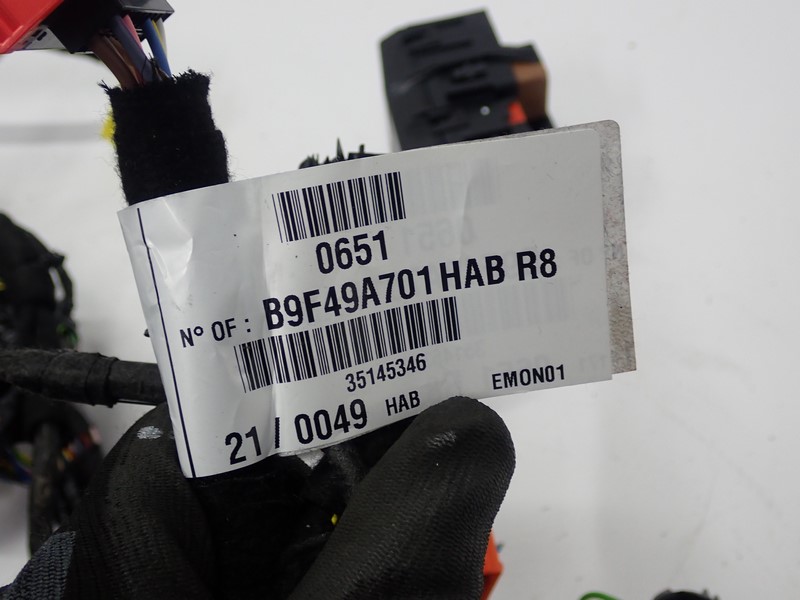 0651
N° OF : B9F49A701 HAB R8
35145346
21 / 0049 HAB EMON01